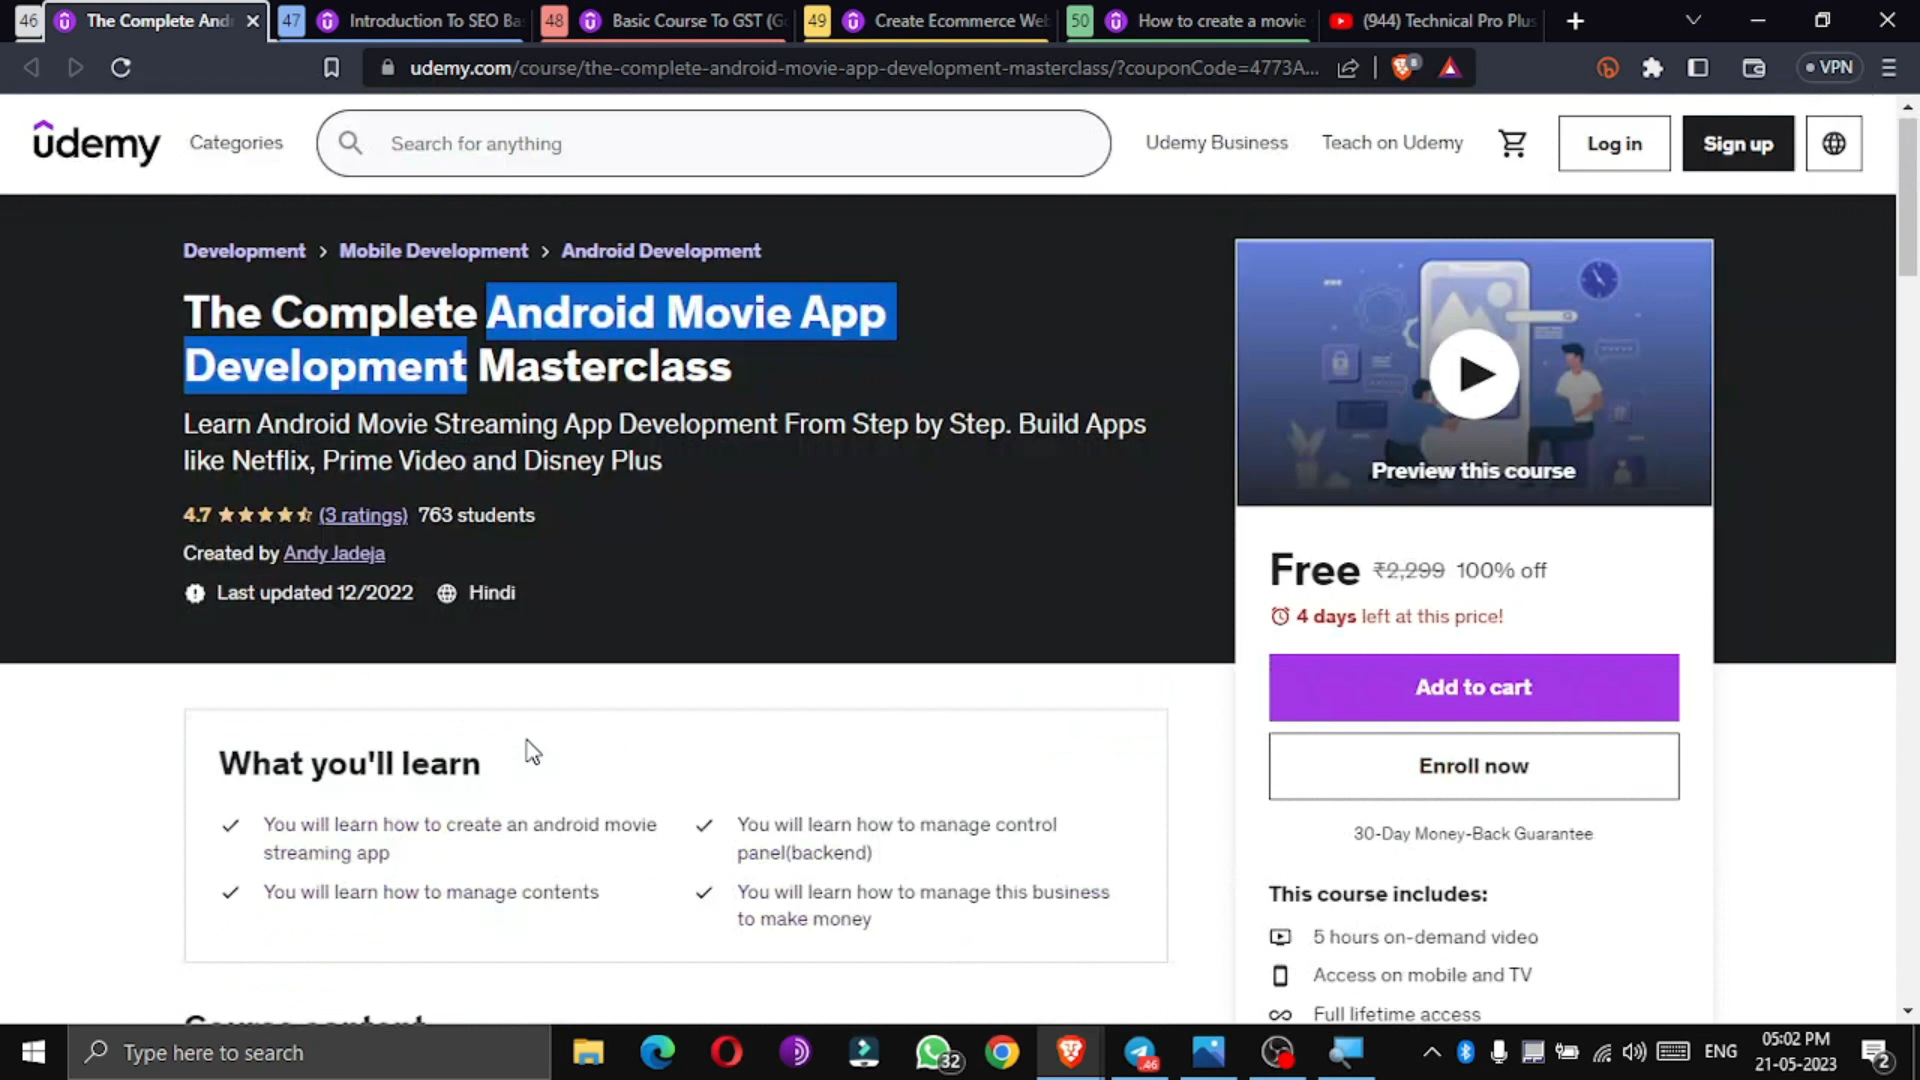 46 The Complete And
47 Introduction To SEO Ba
48 Basic Course To GST (G
49 Create Ecommerce Web
50 How to create a movie
(944) Technical Pro Plus
udemy.com/course/the-complete-android-movie-app-development-masterclass/?couponCode=4773A...
8
VPN
udemy
Categories
Search for anything
Udemy Business
Teach on Udemy
Log in
Sign up
Development > Mobile Development > Android Development
The Complete Android Movie App
Development Masterclass
Learn Android Movie Streaming App Development From Step by Step. Build Apps
like Netflix, Prime Video and Disney Plus
4.7 (3 ratings) 763 students
Created by Andy Jadeja
Last updated 12/2022 Hindi
Preview this course
Free ₹2,299 100% off
4 days left at this price!
Add to cart
Enroll now
30-Day Money-Back Guarantee
This course includes:
5 hours on-demand video
Access on mobile and TV
Full lifetime access
What you'll learn
You will learn how to create an android movie
streaming app
You will learn how to manage contents
You will learn how to manage control
panel(backend)
You will learn how to manage this business
to make money
Course content
Type here to search
32
46
ENG
05:02 PM
21-05-2023
2